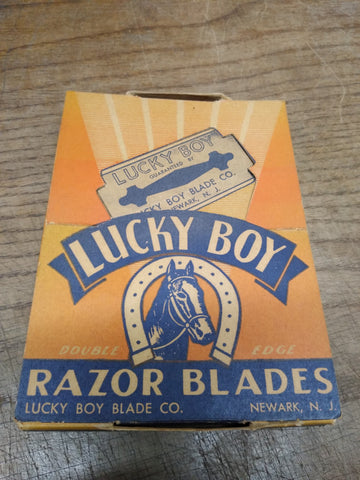 LUCKY BOY
GUARANTEED BY
LUCKY BOY BLADE CO.
NEWARK, N. J.
LUCKY BOY
DOUBLE EDGE
RAZOR BLADES
LUCKY BOY BLADE CO. NEWARK, N. J.